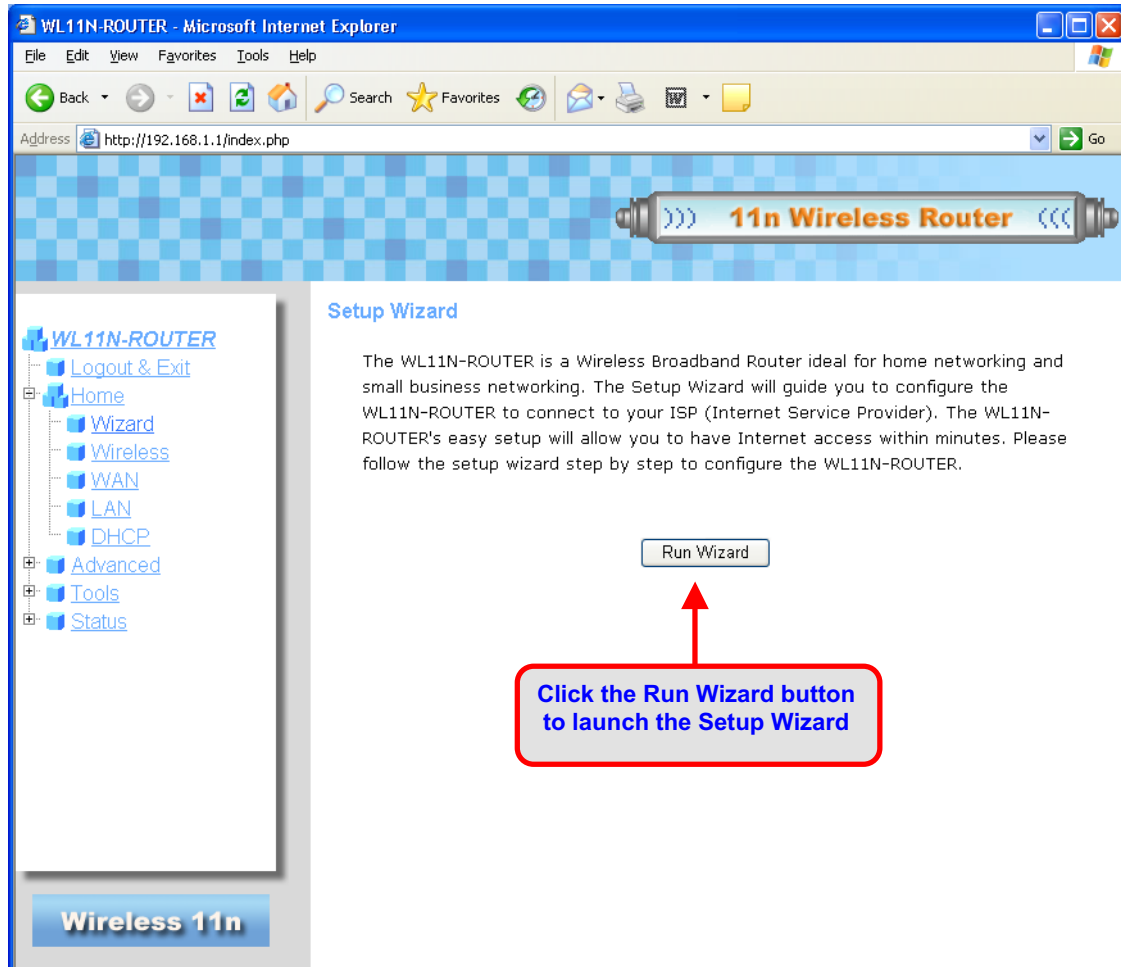 WL11N-ROUTER - Microsoft Internet Explorer
File Edit View Favorites Tools Help
Back Search Favorites
Address http://192.168.1.1/index.php Go
))) 11n Wireless Router (((
WL11N-ROUTER
Logout & Exit
Home
Wizard
Wireless
WAN
LAN
DHCP
Advanced
Tools
Status
Wireless 11n
Setup Wizard
The WL11N-ROUTER is a Wireless Broadband Router ideal for home networking and
small business networking. The Setup Wizard will guide you to configure the
WL11N-ROUTER to connect to your ISP (Internet Service Provider). The WL11N-
ROUTER's easy setup will allow you to have Internet access within minutes. Please
follow the setup wizard step by step to configure the WL11N-ROUTER.
Run Wizard
Click the Run Wizard button
to launch the Setup Wizard